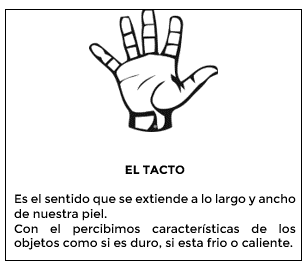 EL TACTO
Es el sentido que se extiende a lo largo y ancho
de nuestra piel.
Con el percibimos características de los
objetos como si es duro, si esta frio o caliente.